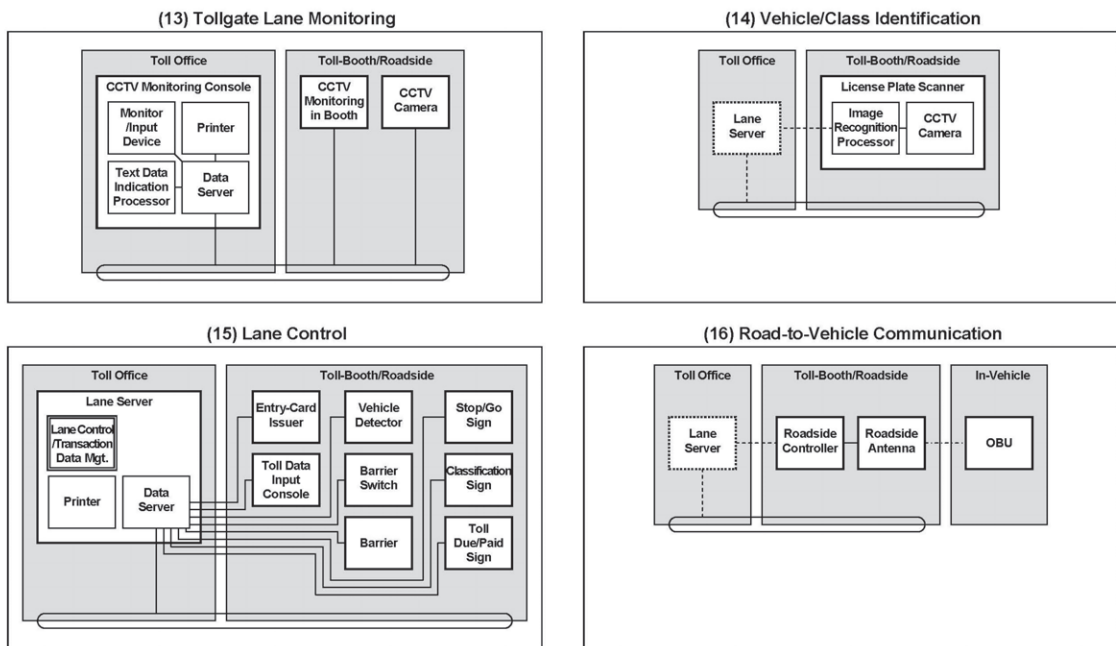 (13) Tollgate Lane Monitoring
Toll Office
CCTV Monitoring Console
Monitor
/Input
Device
Printer
Text Data
Indication
Processor
Data
Server
Toll-Booth/Roadside
CCTV
Monitoring
in Booth
CCTV
Camera
(14) Vehicle/Class Identification
Toll Office
Lane
Server
Toll-Booth/Roadside
License Plate Scanner
Image
Recognition
Processor
CCTV
Camera
(15) Lane Control
Toll Office
Lane Server
Lane Control
/Transaction
Data Mgt.
Printer
Data
Server
Toll-Booth/Roadside
Entry-Card
Issuer
Vehicle
Detector
Stop/Go
Sign
Toll Data
Input
Console
Barrier
Switch
Classification
Sign
Barrier
Toll
Due/Paid
Sign
(16) Road-to-Vehicle Communication
Toll Office
Lane
Server
Toll-Booth/Roadside
Roadside
Controller
Roadside
Antenna
In-Vehicle
OBU